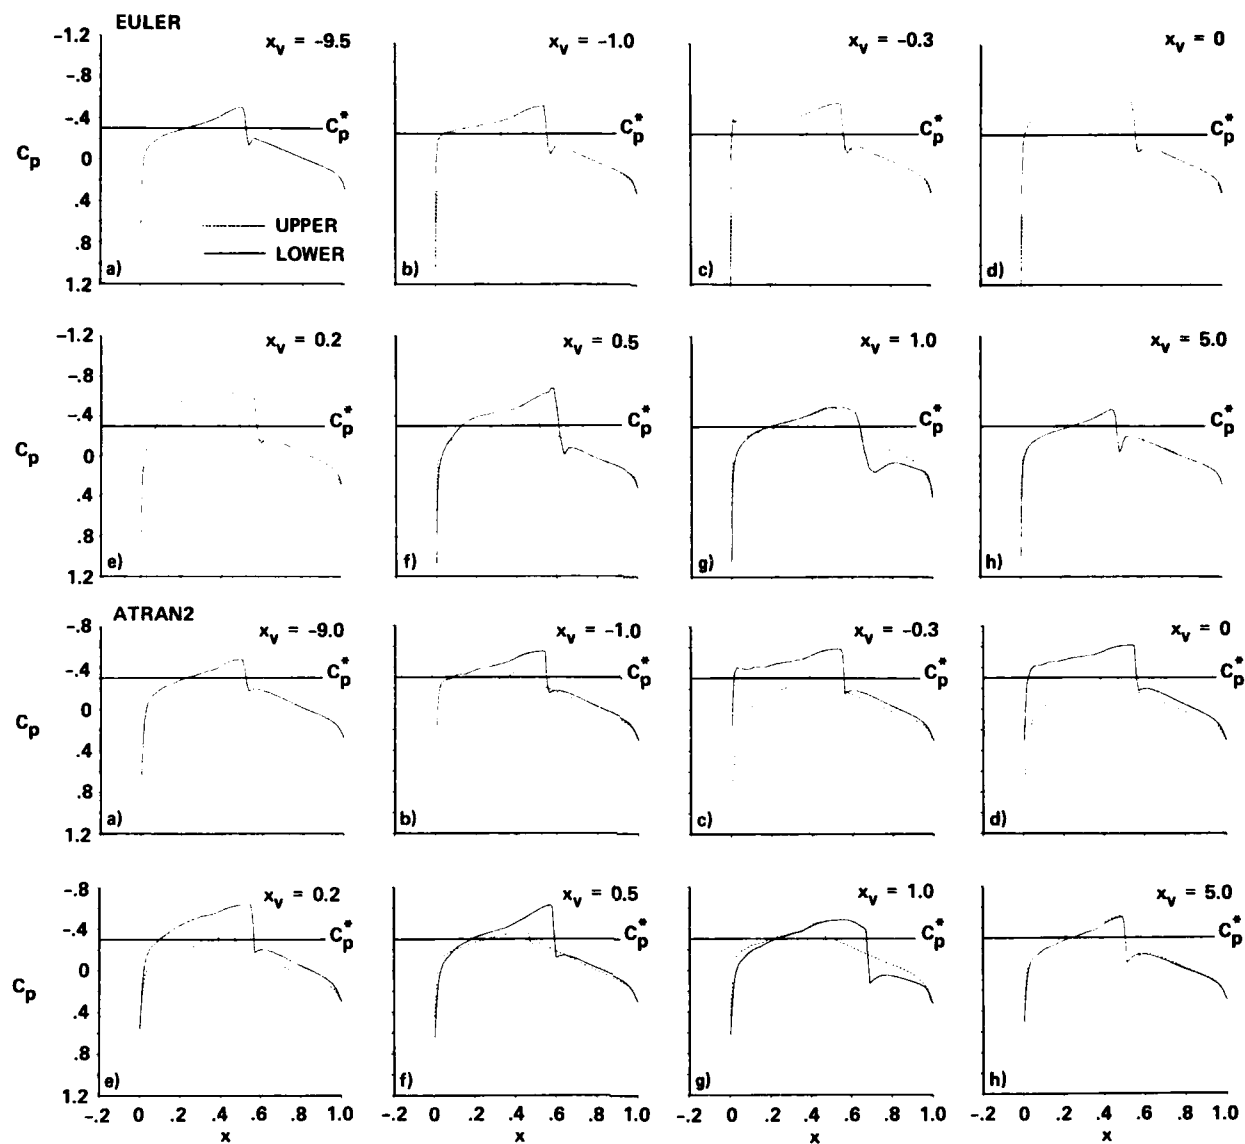 EULER
x_v = -9.5
x_v = -1.0
x_v = -0.3
x_v = 0
-1.2
-.8
-.4
0
.4
.8
1.2
C_p
C_p^*
C_p^*
C_p^*
C_p^*
UPPER
LOWER
a)
b)
c)
d)
x_v = 0.2
x_v = 0.5
x_v = 1.0
x_v = 5.0
-1.2
-.8
-.4
0
.4
.8
1.2
C_p
C_p^*
C_p^*
C_p^*
C_p^*
e)
f)
g)
h)
ATRAN2
x_v = -9.0
x_v = -1.0
x_v = -0.3
x_v = 0
-.8
-.4
0
.4
.8
1.2
C_p
C_p^*
C_p^*
C_p^*
C_p^*
a)
b)
c)
d)
x_v = 0.2
x_v = 0.5
x_v = 1.0
x_v = 5.0
-.8
-.4
0
.4
.8
1.2
C_p
C_p^*
C_p^*
C_p^*
C_p^*
e)
f)
g)
h)
-.2 0 .2 .4 .6 .8 1.0
-.2 0 .2 .4 .6 .8 1.0
-.2 0 .2 .4 .6 .8 1.0
-.2 0 .2 .4 .6 .8 1.0
x
x
x
x